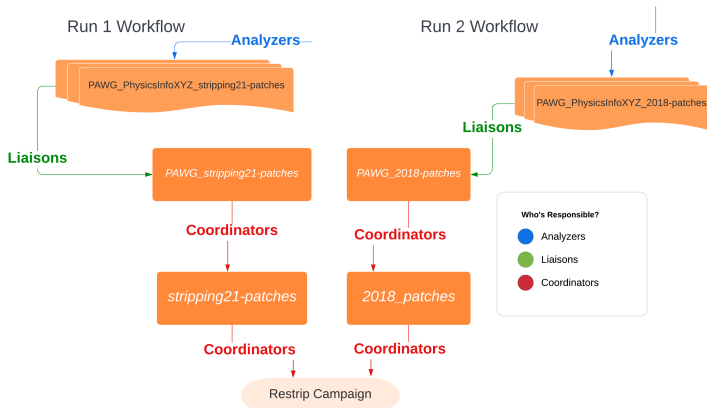 Run 1 Workflow
Run 2 Workflow
Analyzers
Analyzers
PAWG_PhysicsInfoXYZ_stripping21-patches
PAWG_PhysicsInfoXYZ_2018-patches
Liaisons
Liaisons
PAWG_stripping21-patches
PAWG_2018-patches
Who's Responsible?
Analyzers
Liaisons
Coordinators
Coordinators
Coordinators
stripping21-patches
2018_patches
Coordinators
Coordinators
Restrip Campaign